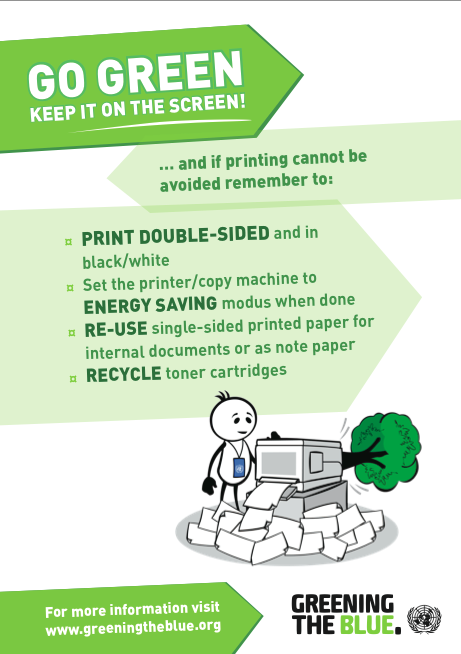 GO GREEN
KEEP IT ON THE SCREEN!
... and if printing cannot be
avoided remember to:
¤ PRINT DOUBLE-SIDED and in
black/white
¤ Set the printer/copy machine to
ENERGY SAVING modus when done
¤ RE-USE single-sided printed paper for
internal documents or as note paper
¤ RECYCLE toner cartridges
For more information visit
www.greeningtheblue.org
GREENING
THE BLUE.